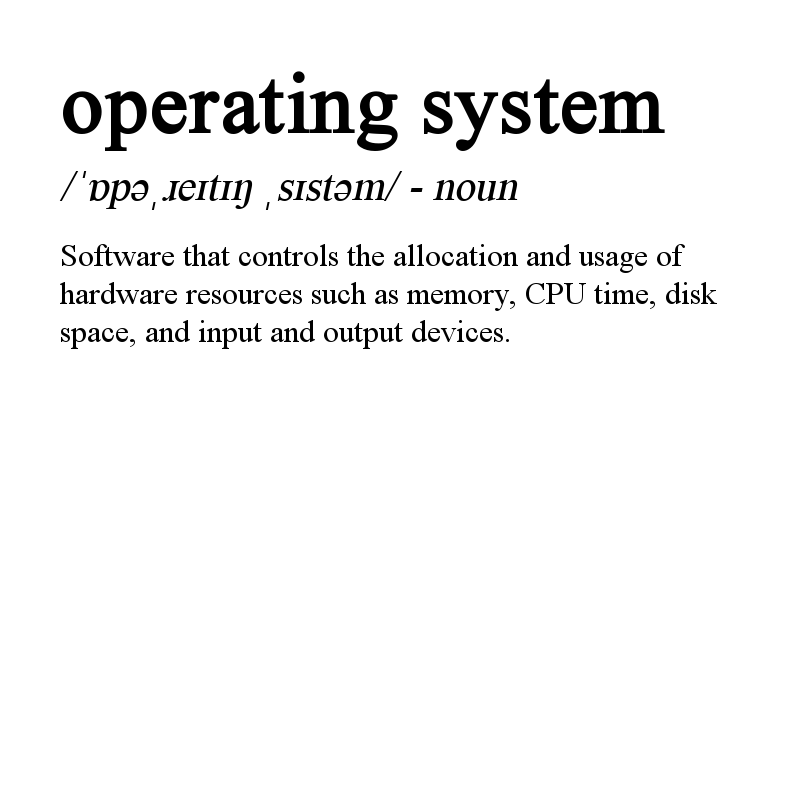 operating system
/ˈɒpəˌɹeɪtɪŋ ˌsɪstəm/ - noun
Software that controls the allocation and usage of
hardware resources such as memory, CPU time, disk
space, and input and output devices.